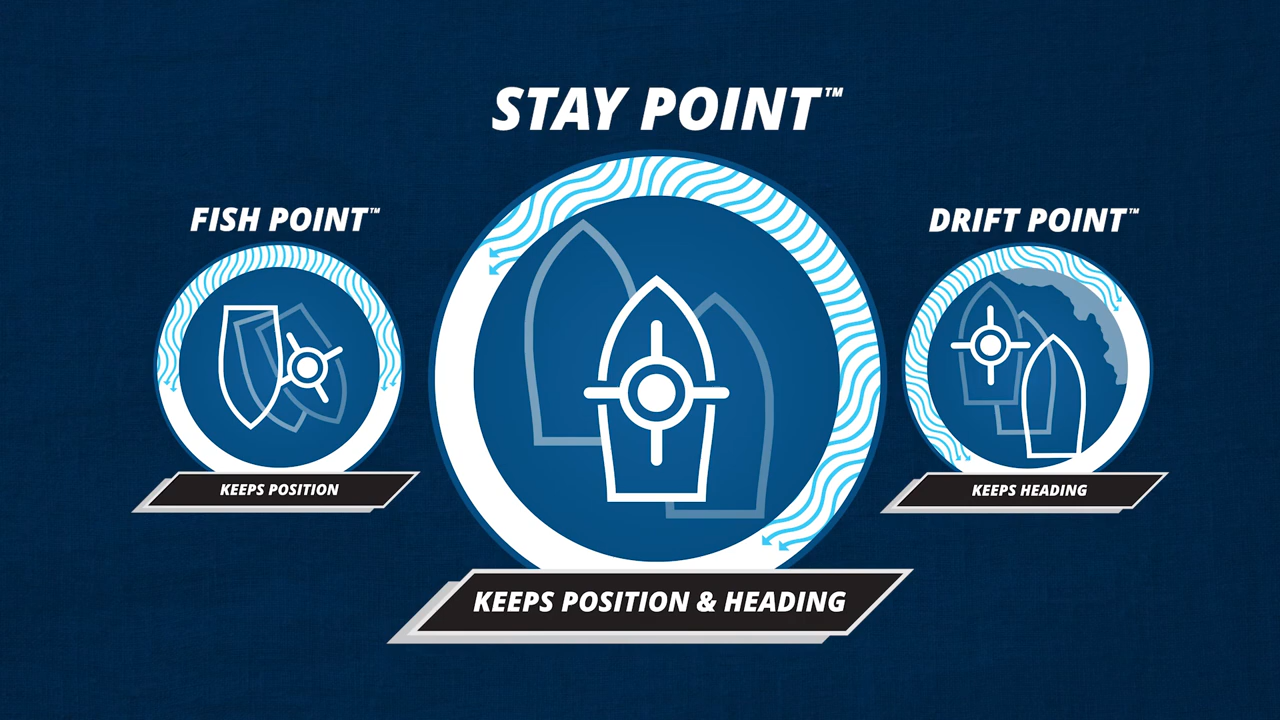 STAY POINT™
FISH POINT™
DRIFT POINT™
KEEPS POSITION
KEEPS HEADING
KEEPS POSITION & HEADING